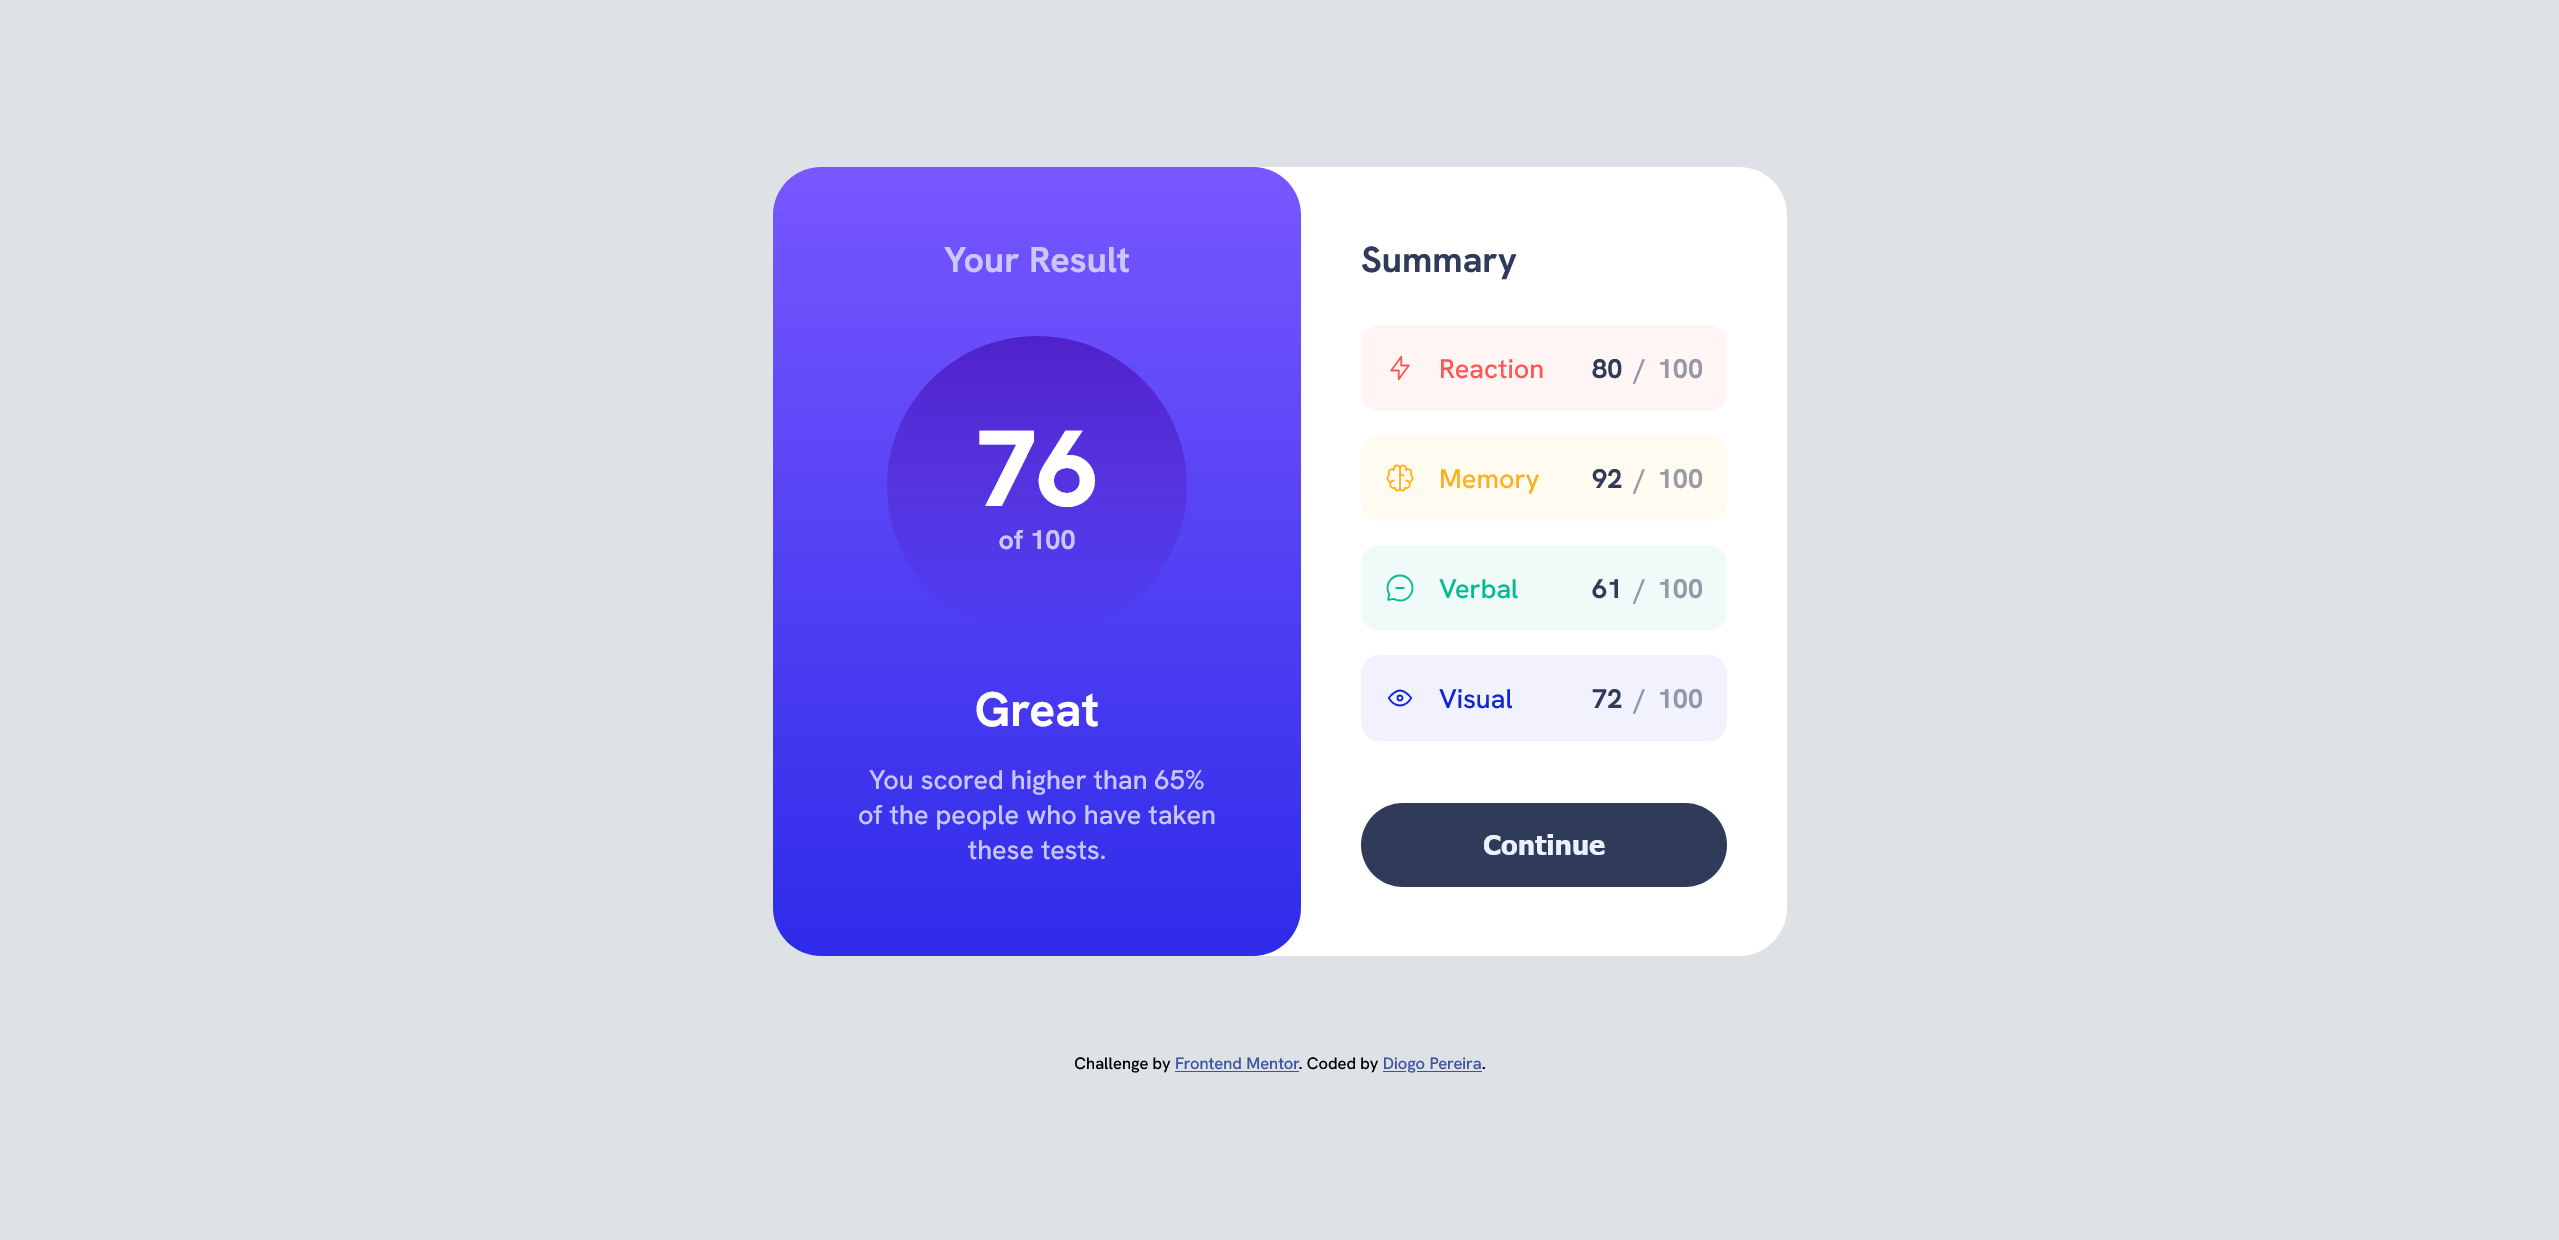 Your Result
76
of 100
Great
You scored higher than 65%
of the people who have taken
these tests.
Summary
Reaction 80 / 100
Memory 92 / 100
Verbal 61 / 100
Visual 72 / 100
Continue
Challenge by Frontend Mentor. Coded by Diogo Pereira.